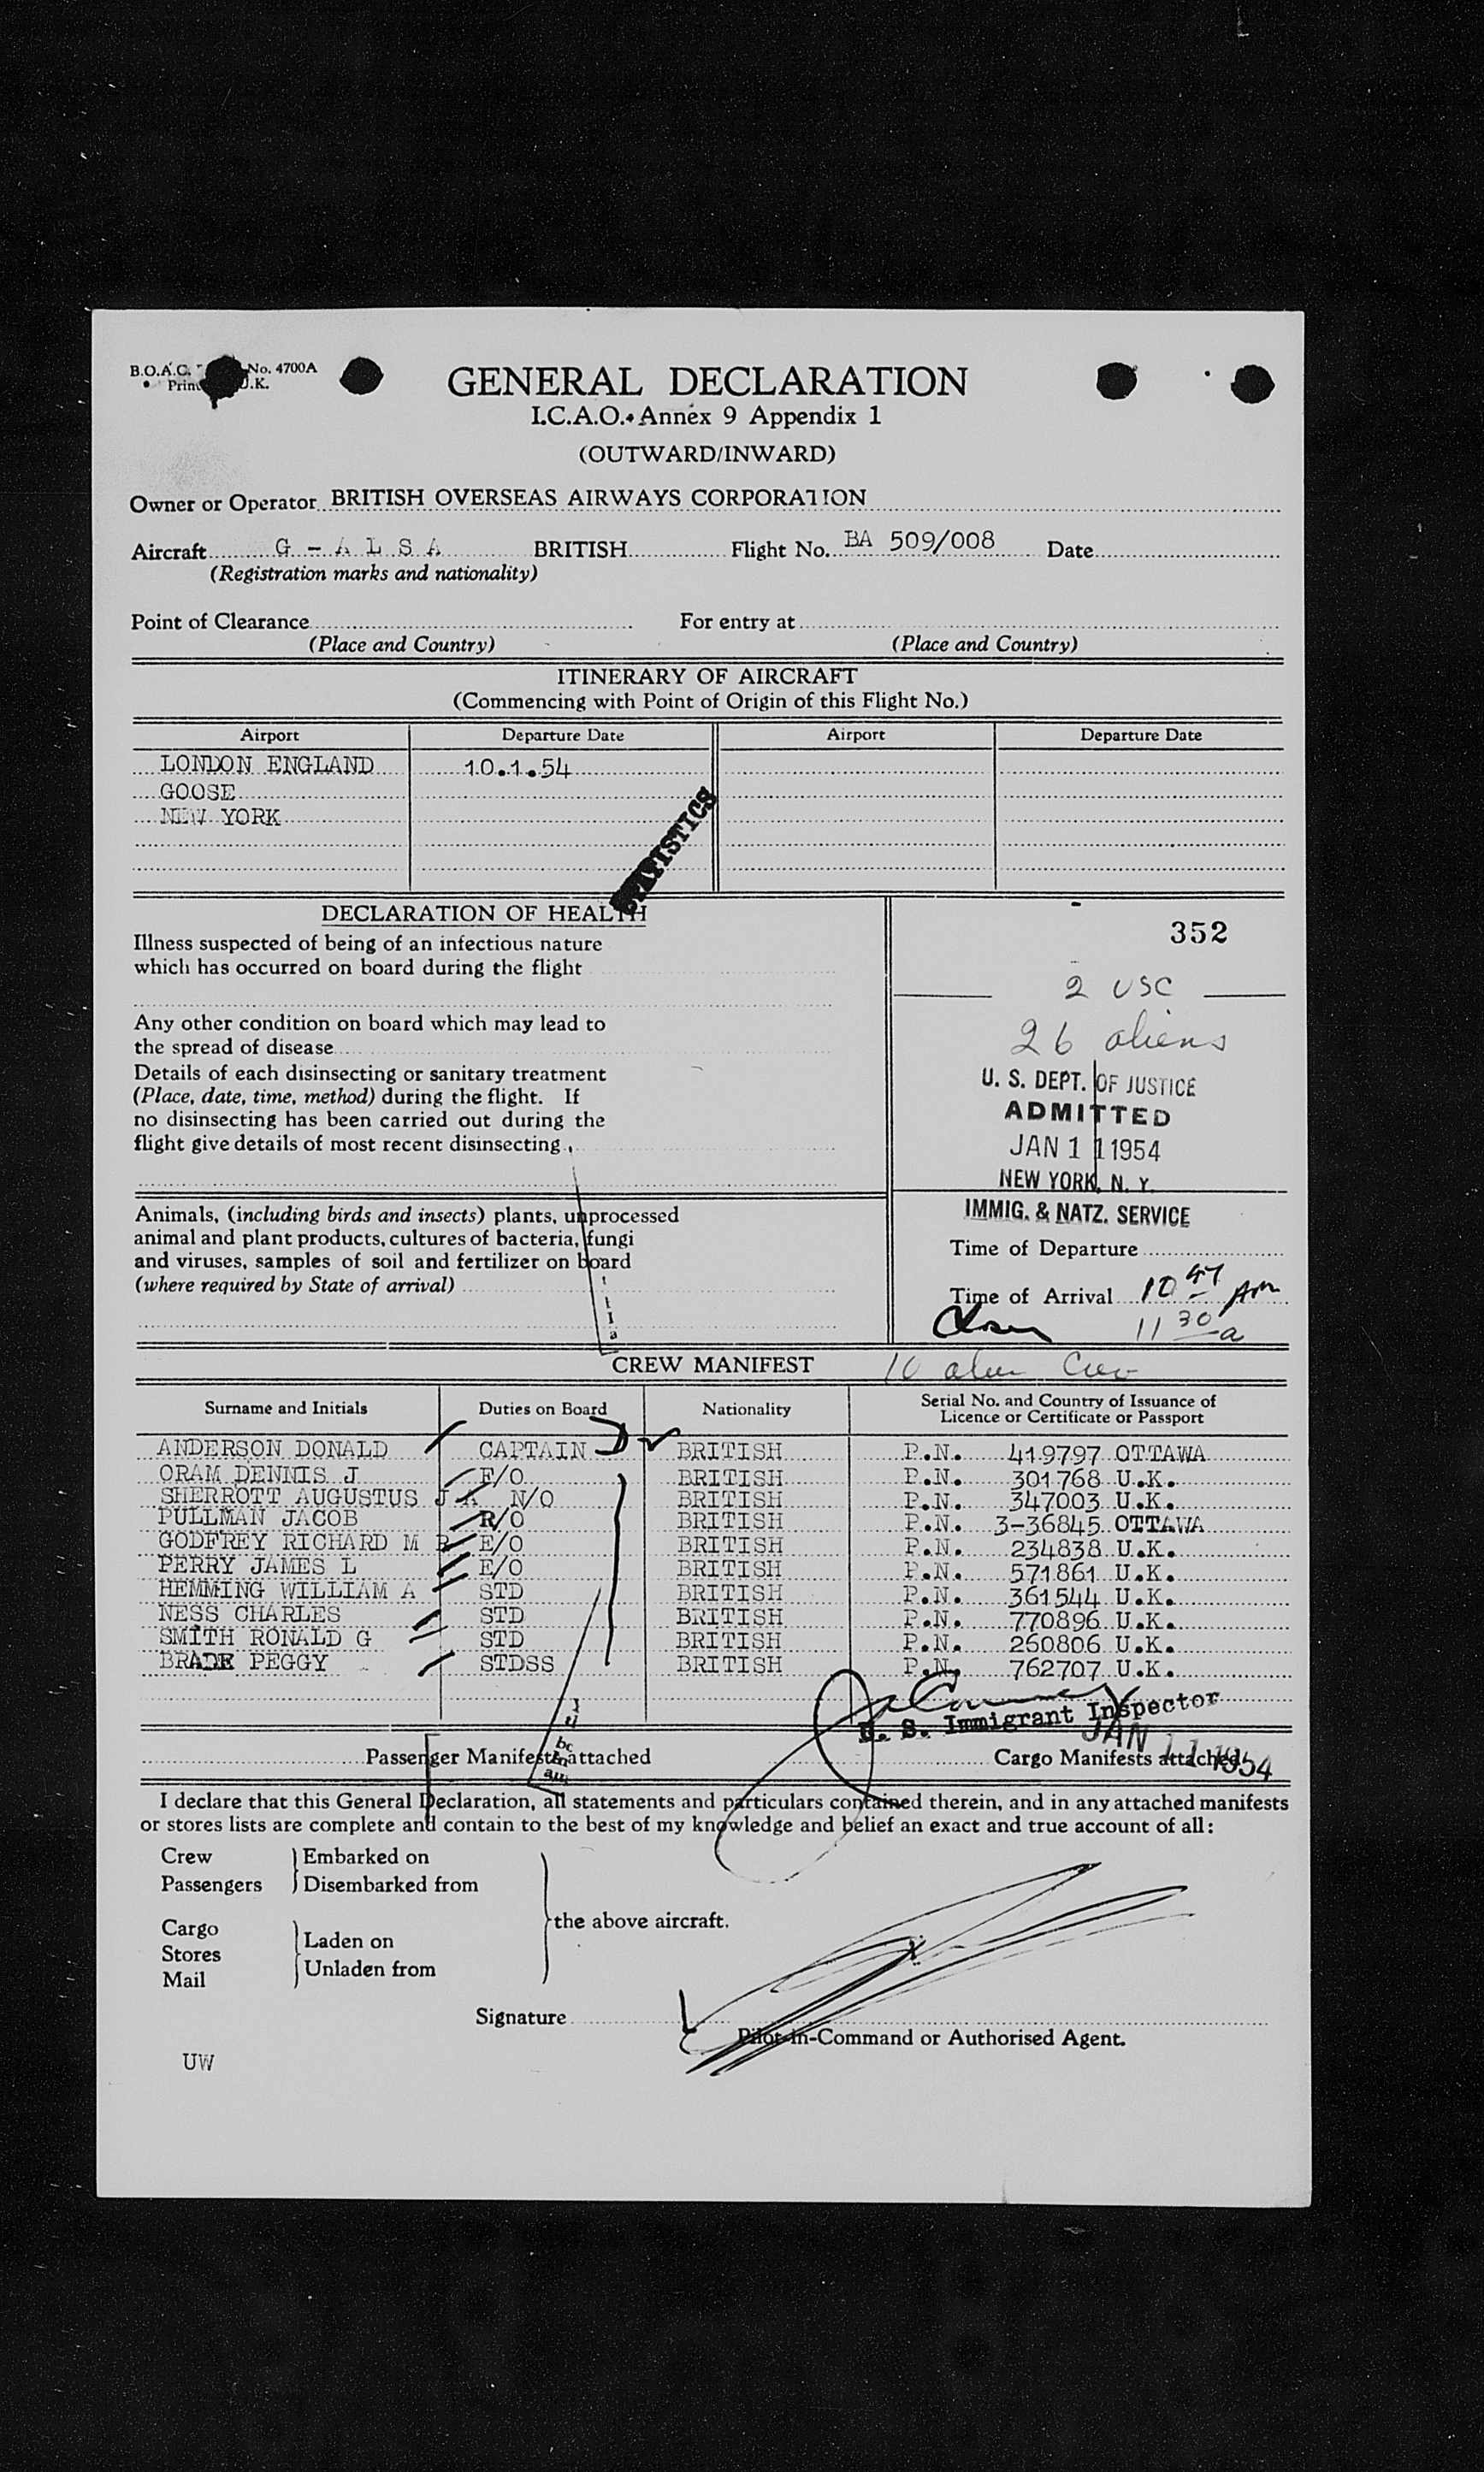 B.O.A.C. No. 4700A
U.K.
GENERAL DECLARATION
I.C.A.O. Annex 9 Appendix 1
(OUTWARD/INWARD)
Owner or Operator BRITISH OVERSEAS AIRWAYS CORPORATION
Aircraft G - A L S A BRITISH Flight No. BA 509/008 Date
(Registration marks and nationality)
Point of Clearance For entry at
(Place and Country) (Place and Country)
ITINERARY OF AIRCRAFT
(Commencing with Point of Origin of this Flight No.)
Airport Departure Date Airport Departure Date
LONDON ENGLAND 10.1.54
GOOSE
NEW YORK
STATISTICS
DECLARATION OF HEALTH
Illness suspected of being of an infectious nature
which has occurred on board during the flight
Any other condition on board which may lead to
the spread of disease
Details of each disinsecting or sanitary treatment
(Place, date, time, method) during the flight. If
no disinsecting has been carried out during the
flight give details of most recent disinsecting
352
2 USC
26 aliens
U. S. DEPT. OF JUSTICE
ADMITTED
JAN 11 1954
NEW YORK, N. Y.
IMMIG. & NATZ. SERVICE
Animals, (including birds and insects) plants, unprocessed
animal and plant products, cultures of bacteria, fungi
and viruses, samples of soil and fertilizer on board
(where required by State of arrival)
Time of Departure
Time of Arrival 10 47 AM
11 30 a
CREW MANIFEST 10 alien Crew
Surname and Initials Duties on Board Nationality Serial No. and Country of Issuance of
Licence or Certificate or Passport
ANDERSON DONALD CAPTAIN BRITISH P.N. 419797 OTTAWA
ORAM DENNIS J F/O BRITISH P.N. 301768 U.K.
SHERROTT AUGUSTUS J A N/O BRITISH P.N. 347003 U.K.
PULLMAN JACOB R/O BRITISH P.N. 3-36845 OTTAWA
GODFREY RICHARD M R E/O BRITISH P.N. 234838 U.K.
PERRY JAMES L E/O BRITISH P.N. 571861 U.K.
HEMMING WILLIAM A STD BRITISH P.N. 361544 U.K.
NESS CHARLES STD BRITISH P.N. 770896 U.K.
SMITH RONALD G STD BRITISH P.N. 260806 U.K.
BRADE PEGGY STDSS BRITISH P.N. 762707 U.K.
U. S. Immigrant Inspector
JAN 11 1954
Passenger Manifests attached Cargo Manifests attached
I declare that this General Declaration, all statements and particulars contained therein, and in any attached manifests
or stores lists are complete and contain to the best of my knowledge and belief an exact and true account of all:
Crew Embarked on
Passengers Disembarked from
the above aircraft.
Cargo
Stores Laden on
Mail Unladen from
Signature
Pilot-in-Command or Authorised Agent.
UW